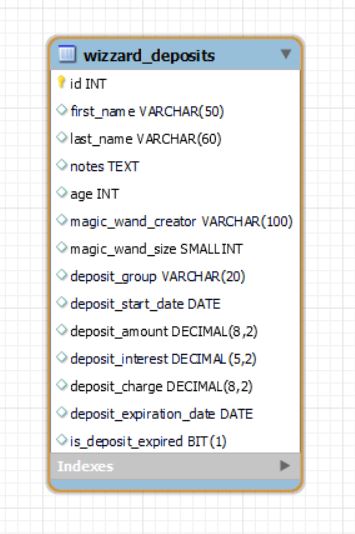 wizzard_deposits
id INT
first_name VARCHAR(50)
last_name VARCHAR(60)
notes TEXT
age INT
magic_wand_creator VARCHAR(100)
magic_wand_size SMALLINT
deposit_group VARCHAR(20)
deposit_start_date DATE
deposit_amount DECIMAL(8,2)
deposit_interest DECIMAL(5,2)
deposit_charge DECIMAL(8,2)
deposit_expiration_date DATE
is_deposit_expired BIT(1)
Indexes